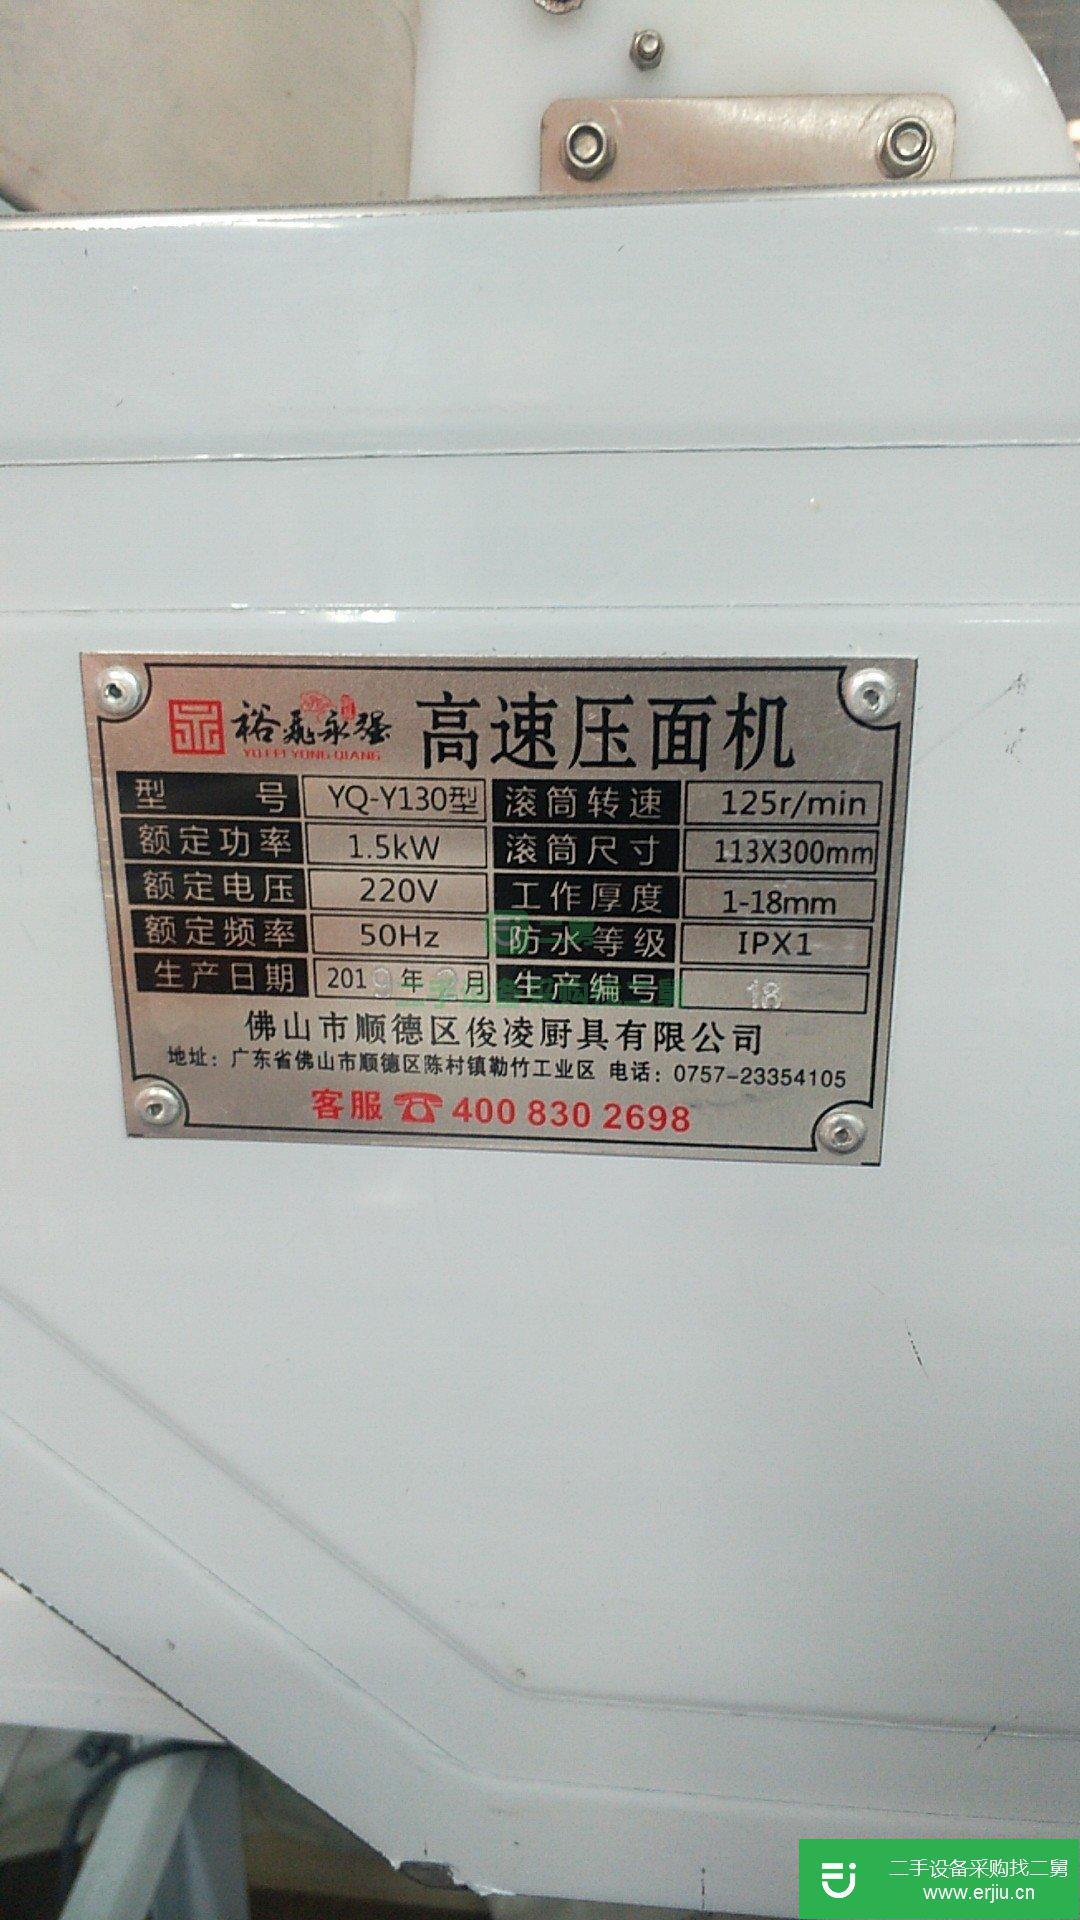 裕飛永强
YU FEI YONG QIANG
高速压面机
型号 YQ-Y130型 滚筒转速 125r/min
额定功率 1.5kW 滚筒尺寸 113X300mm
额定电压 220V 工作厚度 1-18mm
额定频率 50Hz 防水等级 IPX1
生产日期 2019年 月 生产编号 18
佛山市顺德区俊凌厨具有限公司
地址：广东省佛山市顺德区陈村镇勒竹工业区 电话：0757-23354105
客服 ☎ 400 830 2698
二手设备采购找二舅
www.erjiu.cn